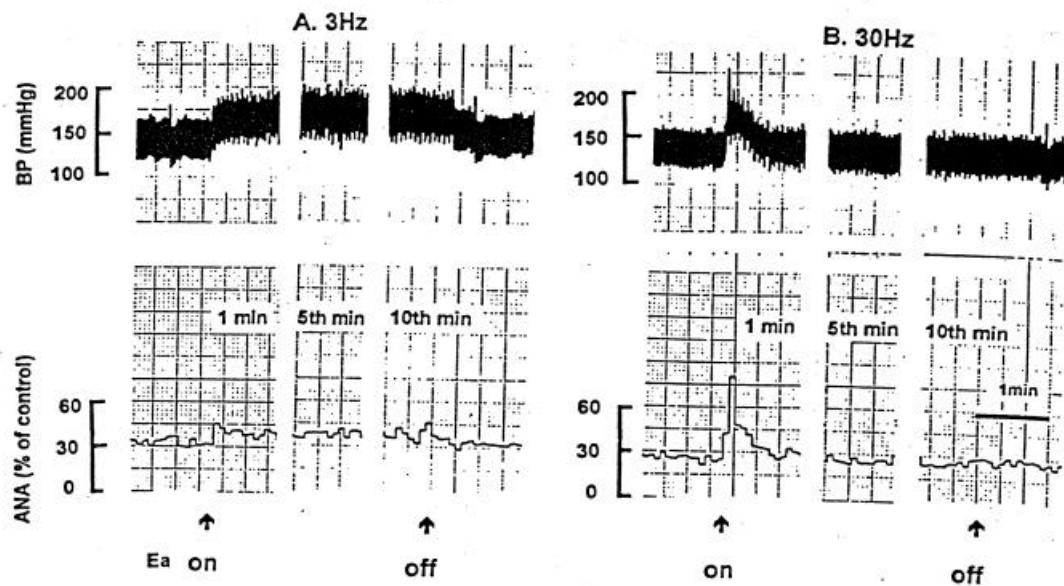 A. 3Hz
B. 30Hz
BP (mmHg)
200
150
100
200
150
100
1 min
5th min
10th min
1 min
5th min
10th min
1min
ANA (% of control)
60
30
0
60
30
0
Ea on
off
on
off